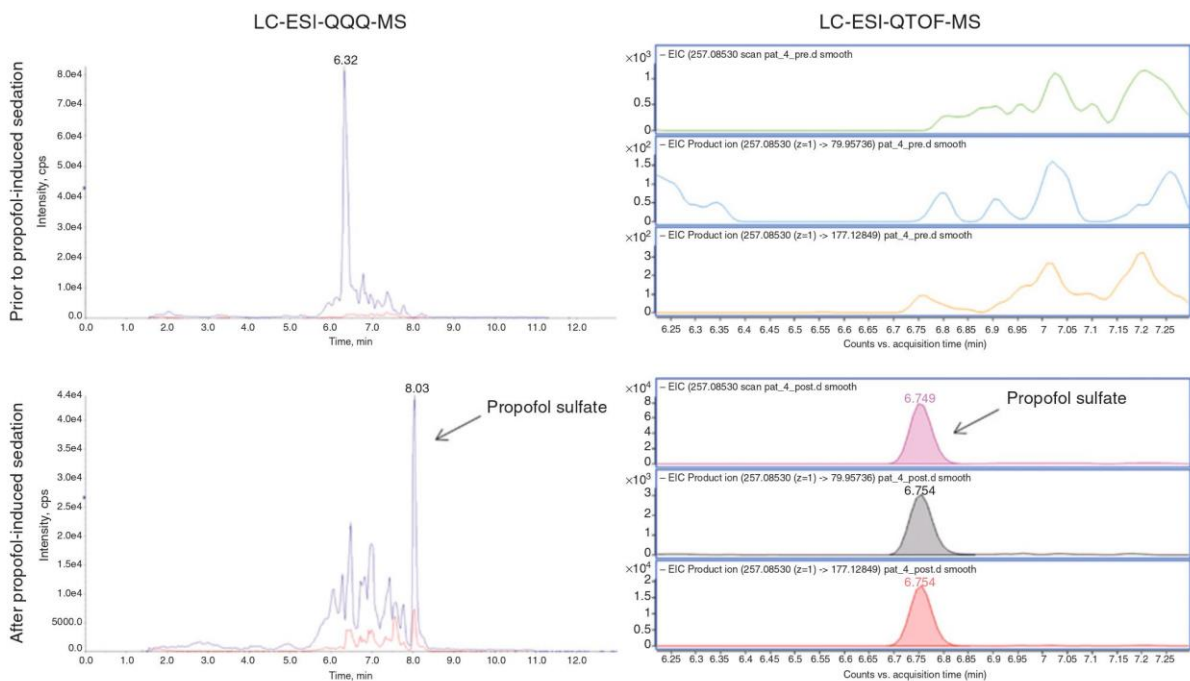 LC-ESI-QQQ-MS
LC-ESI-QTOF-MS
Prior to propofol-induced sedation
Intensity, cps
8.0e4
7.0e4
6.0e4
5.0e4
4.0e4
3.0e4
2.0e4
1.0e4
0.0
6.32
0.0 1.0 2.0 3.0 4.0 5.0 6.0 7.0 8.0 9.0 10.0 11.0 12.0
Time, min
×10³
– EIC (257.08530 scan pat_4_pre.d smooth
1
0.5
0
×10²
– EIC Product ion (257.08530 (z=1) -> 79.95736) pat_4_pre.d smooth
1.5
1
0.5
0
×10²
– EIC Product ion (257.08530 (z=1) -> 177.12849) pat_4_pre.d smooth
3
2
1
0
6.25 6.3 6.35 6.4 6.45 6.5 6.55 6.6 6.65 6.7 6.75 6.8 6.85 6.9 6.95 7 7.05 7.1 7.15 7.2 7.25
Counts vs. acquisition time (min)
After propofol-induced sedation
Intensity, cps
4.4e4
4.0e4
3.5e4
3.0e4
2.5e4
2.0e4
1.5e4
1.0e4
5000.0
0.0
8.03
Propofol sulfate
0.0 1.0 2.0 3.0 4.0 5.0 6.0 7.0 8.0 9.0 10.0 11.0 12.0
Time, min
×10⁴
– EIC (257.08530 scan pat_4_post.d smooth
8
6
4
2
0
6.749
Propofol sulfate
×10³
– EIC Product ion (257.08530 (z=1) -> 79.95736) pat_4_post.d smooth
3
2
1
0
6.754
×10⁴
– EIC Product ion (257.08530 (z=1) -> 177.12849) pat_4_post.d smooth
2
1.5
1
0.5
0
6.754
6.25 6.3 6.35 6.4 6.45 6.5 6.55 6.6 6.65 6.7 6.75 6.8 6.85 6.9 6.95 7 7.05 7.1 7.15 7.2 7.25
Counts vs. acquisition time (min)